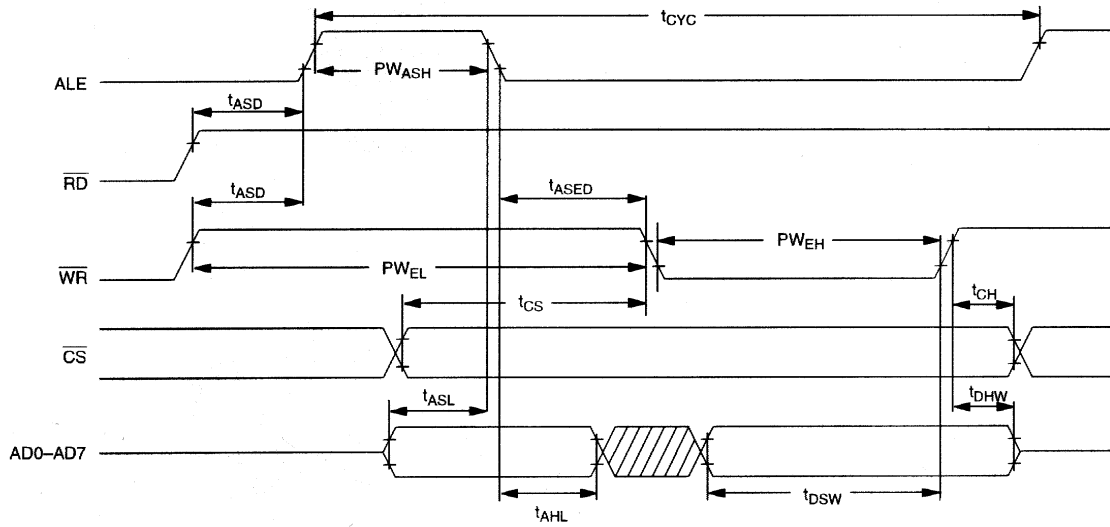 tCYC
ALE
PWASH
tASD
RD
tASD
tASED
WR
PWEL
PWEH
tCS
tCH
CS
tASL
tDHW
AD0–AD7
tAHL
tDSW